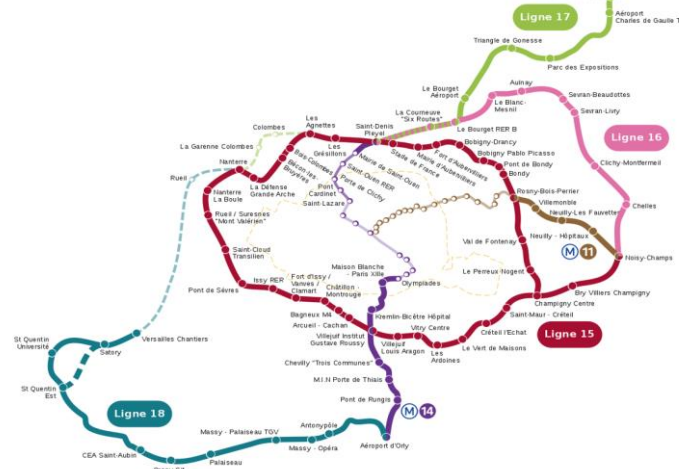 Ligne 17
Aéroport
Charles de Gaulle T
Triangle de Gonesse
Parc des Expositions
Le Bourget
Aéroport
Aulnay
Sevran-Beaudottes
Le Blanc-
Mesnil
Sevran-Livry
La Courneuve
"Six Routes"
Le Bourget RER B
Ligne 16
Les
Agnettes
Saint-Denis
Pleyel
Colombes
La Garenne Colombes
Les
Grésillons
Bobigny-Drancy
Stade de France
Mairie d'Aubervilliers
Fort d'Aubervilliers
Bobigny Pablo Picasso
Pont de Bondy
Bondy
Clichy-Montfermeil
Nanterre
Rueil
Bois Colombes
Bécon-les-
Bruyères
La Défense
Grande Arche
Mairie de Saint-Ouen
Saint-Ouen RER
Porte de Clichy
Pont
Cardinet
Saint-Lazare
Nanterre
La Boule
Rosny-Bois-Perrier
Villemomble
Neuilly-Les Fauvettes
Chelles
Rueil / Suresnes
"Mont Valérien"
Neuilly - Hôpitaux
M 11
Val de Fontenay
Noisy-Champs
Saint-Cloud
Transilien
Maison Blanche
- Paris XIIe
Olympiades
Le Perreux-Nogent
Pont de Sèvres
Issy RER
Fort d'Issy /
Vanves /
Clamart
Châtillon -
Montrouge
Bry Villiers Champigny
Champigny Centre
Bagneux M4
Arcueil - Cachan
Kremlin-Bicêtre Hôpital
Saint-Maur - Créteil
Villejuif Institut
Gustave Roussy
Villejuif
Louis Aragon
Vitry Centre
Les
Ardoines
Créteil l'Echat
Le Vert de Maisons
Ligne 15
St Quentin
Université
Satory
Versailles Chantiers
Chevilly "Trois Communes"
M.I.N Porte de Thiais
St Quentin
Est
Pont de Rungis
M 14
Ligne 18
Antonypôle
Massy - Palaiseau TGV
Massy - Opéra
Aéroport d'Orly
CEA Saint-Aubin
Palaiseau